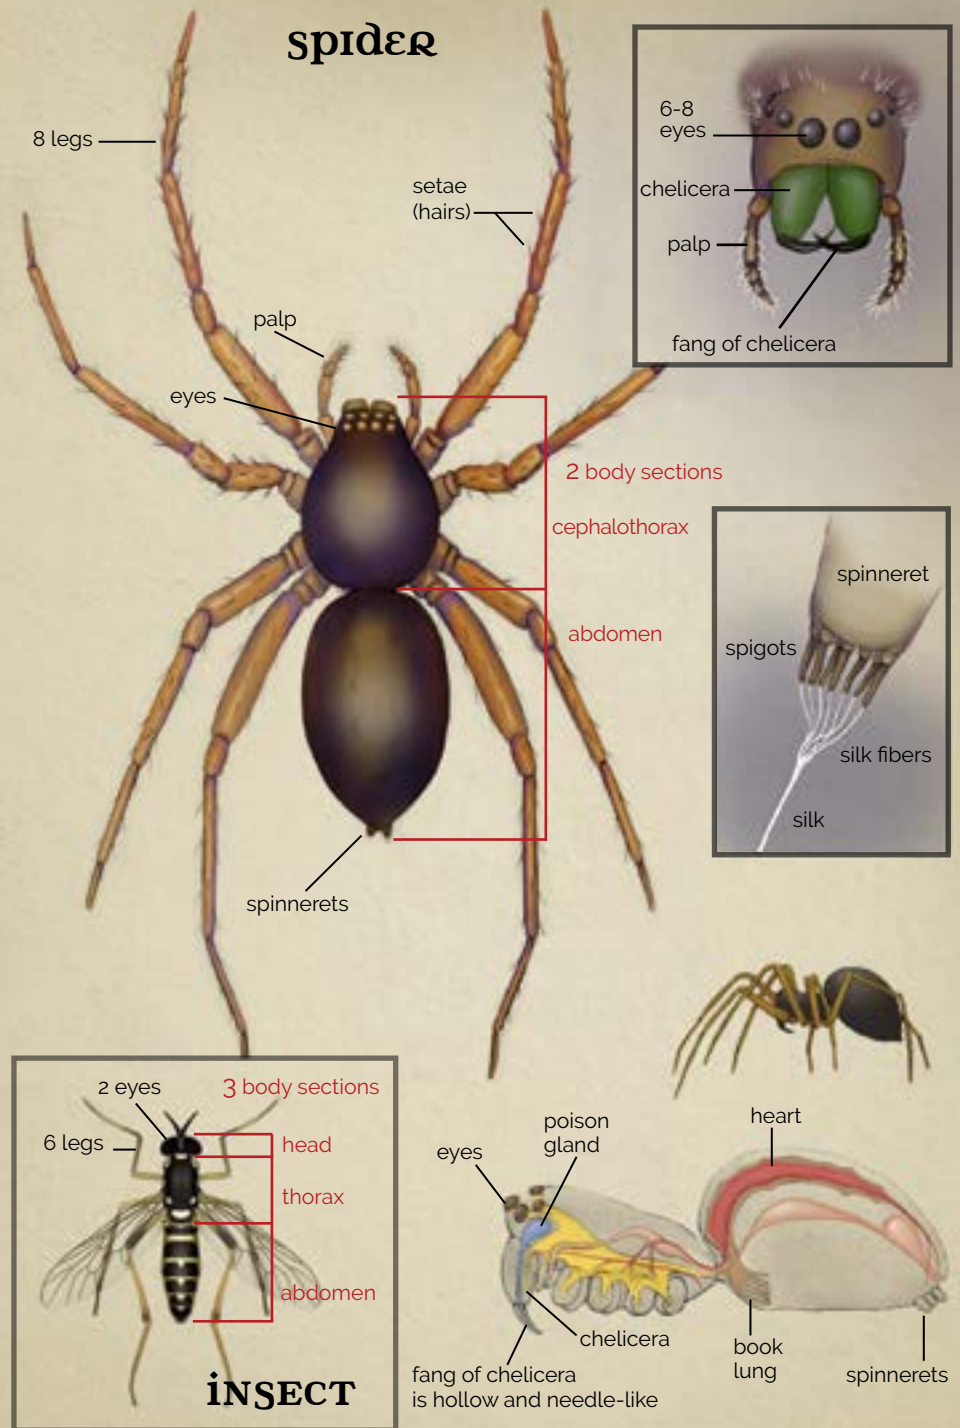 spider
8 legs
setae
(hairs)
palp
eyes
2 body sections
cephalothorax
abdomen
spinnerets
6-8
eyes
chelicera
palp
fang of chelicera
spinneret
spigots
silk fibers
silk
2 eyes
3 body sections
6 legs
head
thorax
abdomen
insect
eyes
poison
gland
heart
chelicera
fang of chelicera
is hollow and needle-like
book
lung
spinnerets